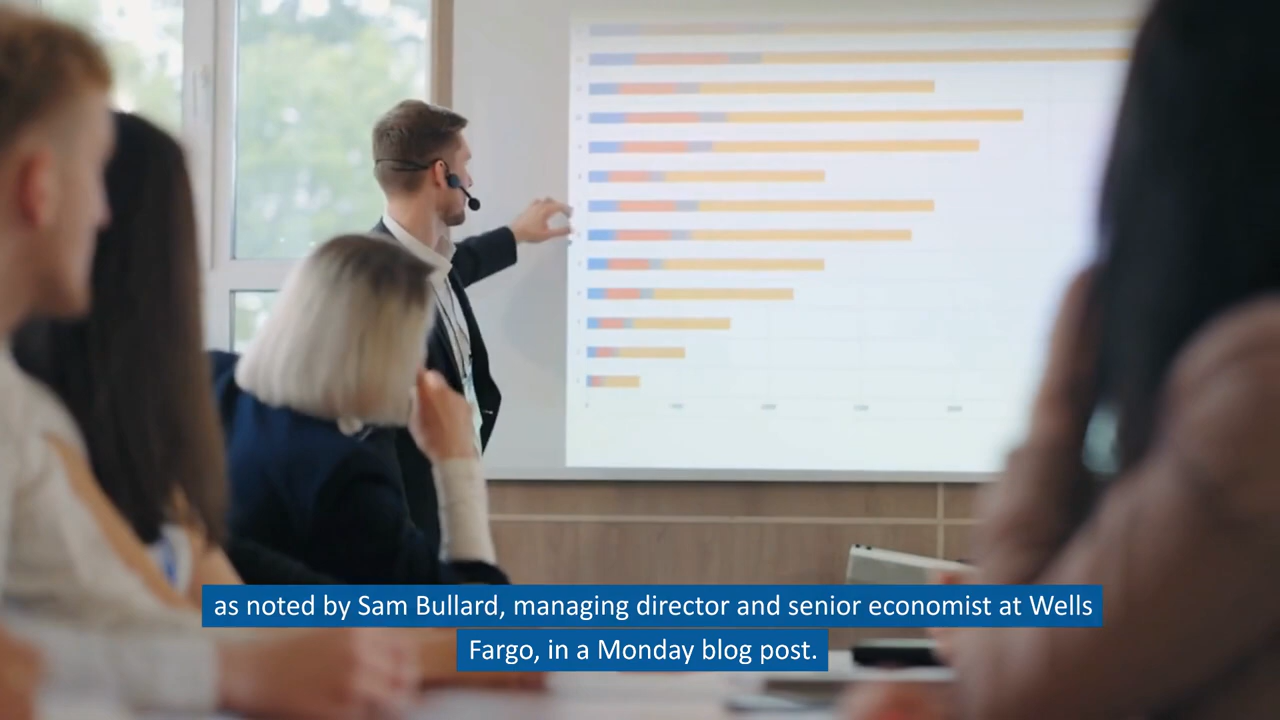 as noted by Sam Bullard, managing director and senior economist at Wells
Fargo, in a Monday blog post.